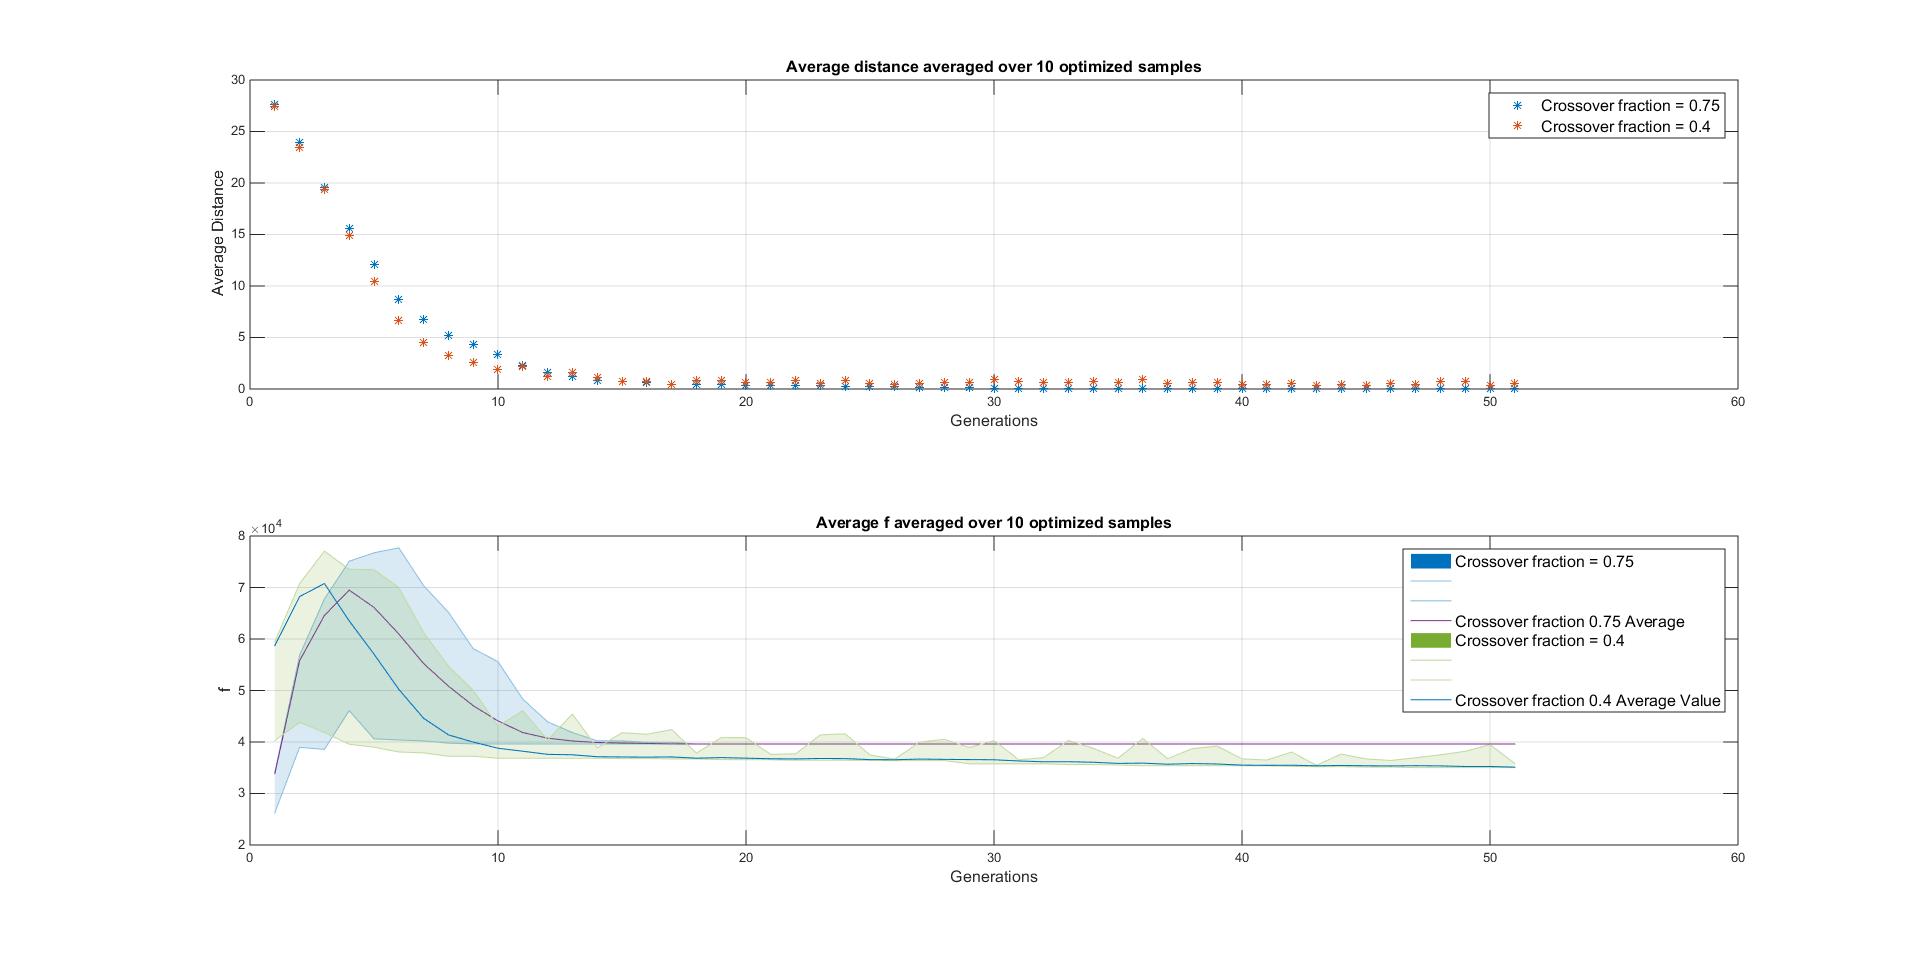 Average distance averaged over 10 optimized samples
30
25
20
15
10
5
0
Average Distance
Crossover fraction = 0.75
Crossover fraction = 0.4
0 10 20 30 40 50 60
Generations
Average f averaged over 10 optimized samples
×10^4
8
7
6
5
4
3
2
f
Crossover fraction = 0.75
Crossover fraction 0.75 Average
Crossover fraction = 0.4
Crossover fraction 0.4 Average Value
0 10 20 30 40 50 60
Generations